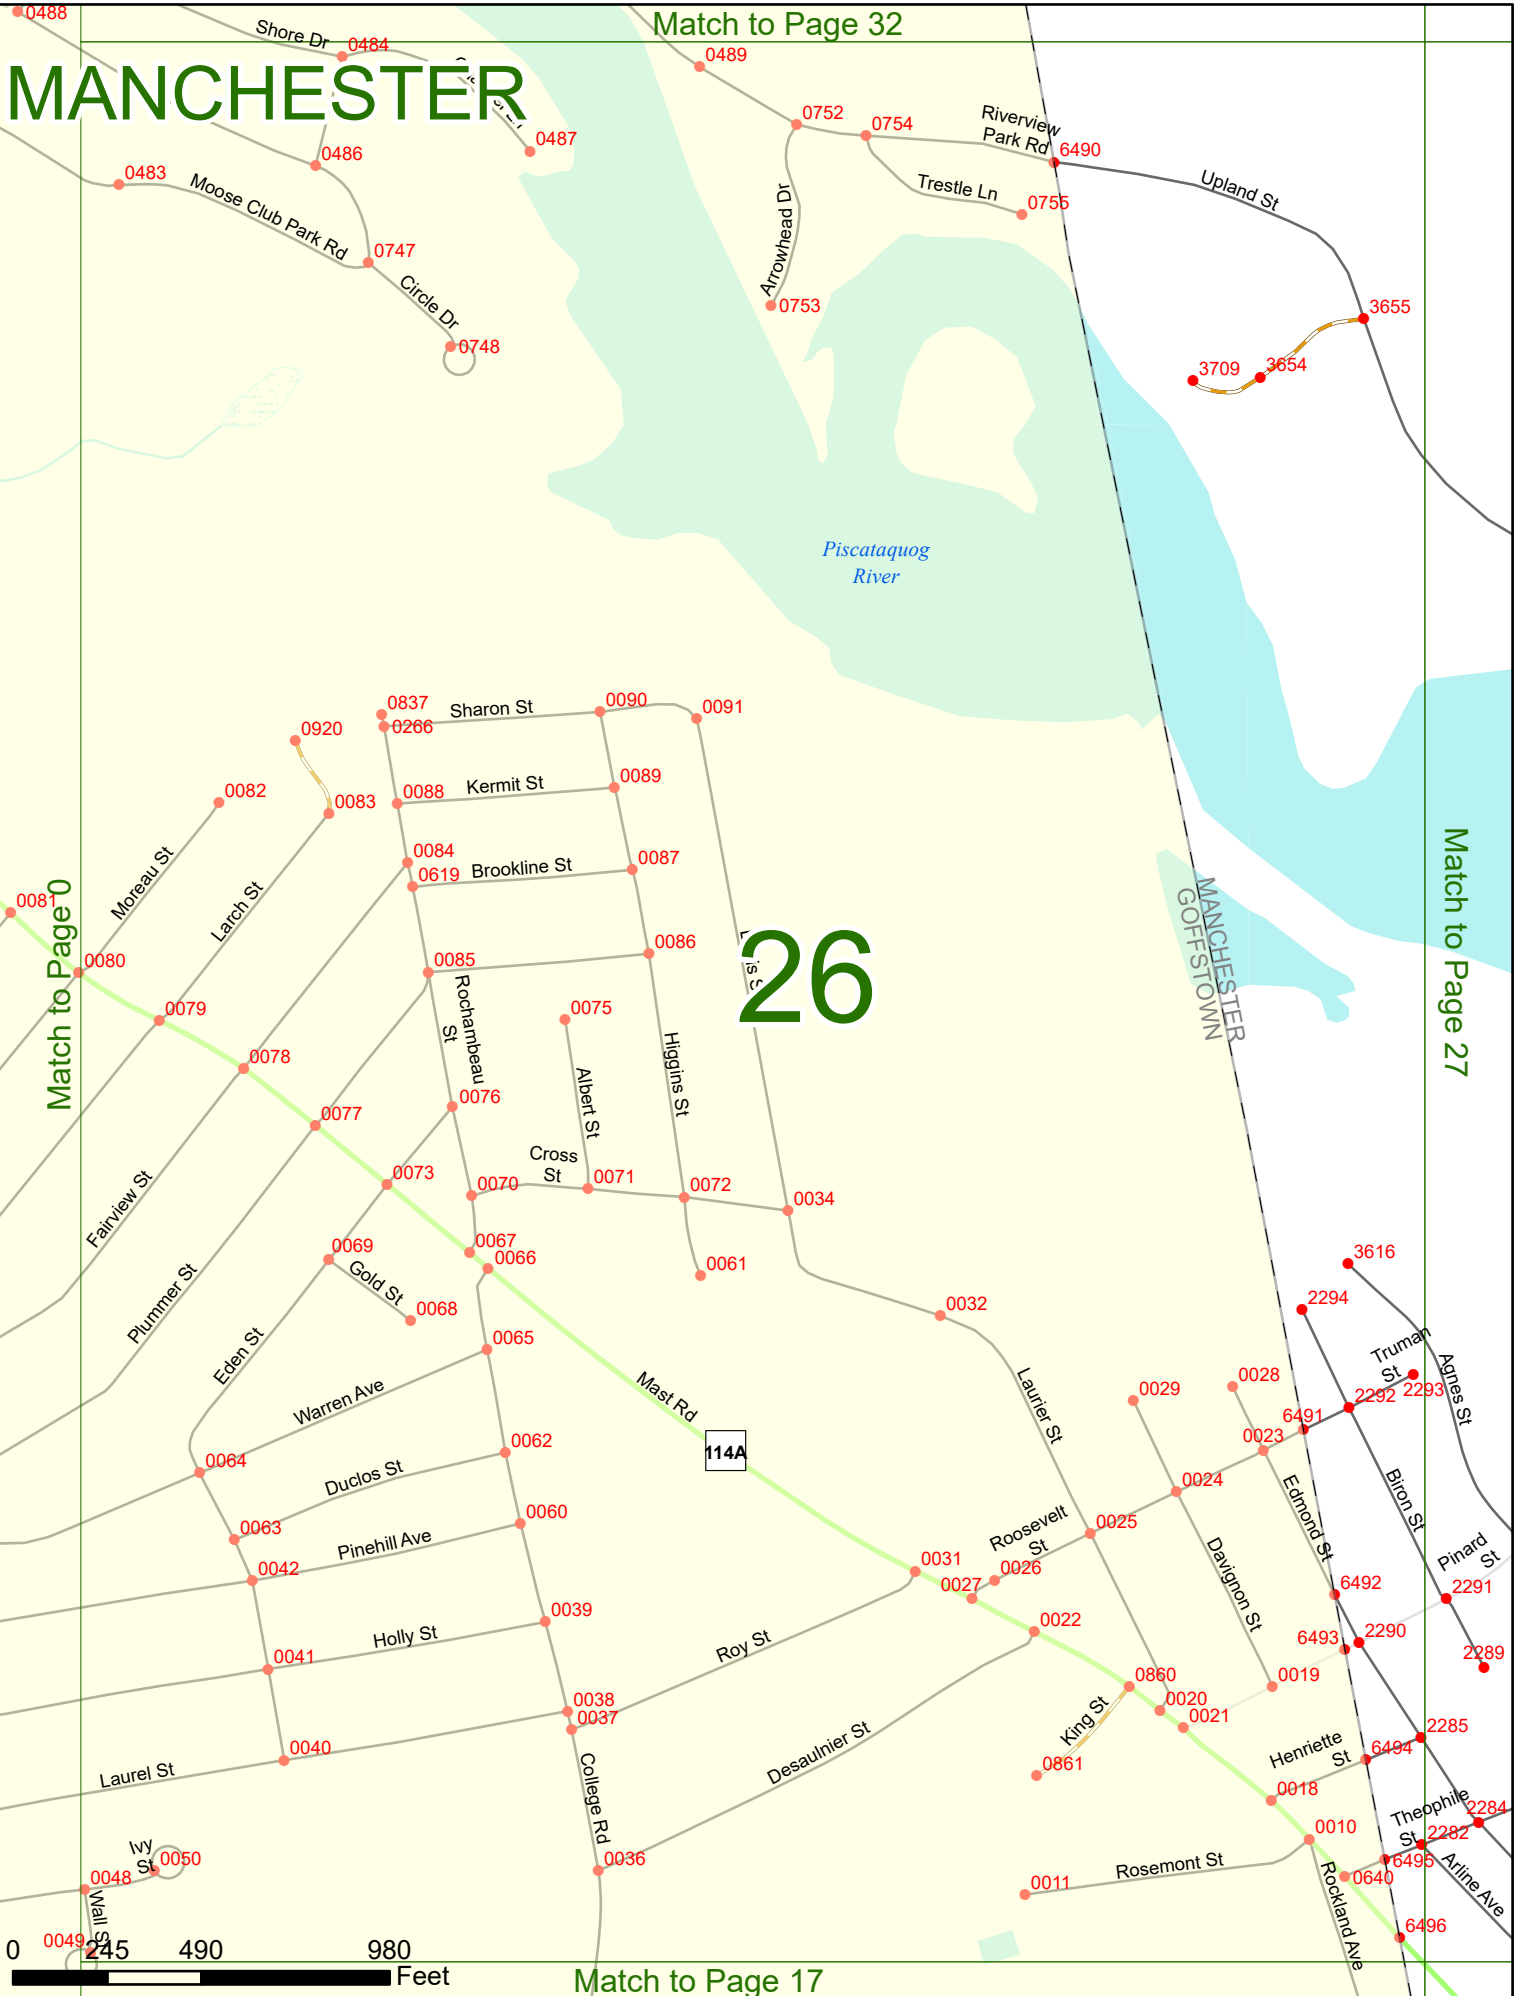 0488
Match to Page 32
Shore Dr
0484
0489
MANCHESTER
0487
0752
0754
Riverview
Park Rd
6490
0486
0483
Moose Club Park Rd
Trestle Ln
0755
Upland St
Arrowhead Dr
0747
Circle Dr
0753
0748
3655
3709
3654
Piscataquog
River
0837
0266
Sharon St
0090
0091
0920
0082
0083
0088
Kermit St
0089
0084
0619
Brookline St
0087
Moreau St
Larch St
0081
Match to Page 0
0080
0085
0086
26
MANCHESTER
GOFFSTOWN
Match to Page 27
0079
Rochambeau
St
0075
0078
Higgins St
Albert St
0076
0077
Cross
St
0073
0070
0071
0072
0034
Fairview St
0067
0066
0069
0061
Gold St
0068
Plummer St
3616
2294
0032
Eden St
0065
Truman
St
Agnes St
2292
2293
Warren Ave
Mast Rd
Laurier St
0029
0028
6491
0023
114A
0062
0064
Duclos St
0024
Edmond St
Biron St
0060
0063
Pinehill Ave
Roosevelt
St
0025
Davignon St
Pinard
St
0042
0031
0026
0027
6492
2291
0039
0022
Holly St
Roy St
6493
2290
2289
0041
0860
0019
King St
0020
0021
0038
0037
Desaulnier St
2285
Henriette
St
6494
0040
Laurel St
0861
College Rd
0018
Theophile
St
2284
0010
2282
Ivy
St
0050
0036
Rosemont St
6495
0640
Arline Ave
0048
Wall St
0011
Rockland Ave
6496
0049
0
245
490
980
Feet
Match to Page 17